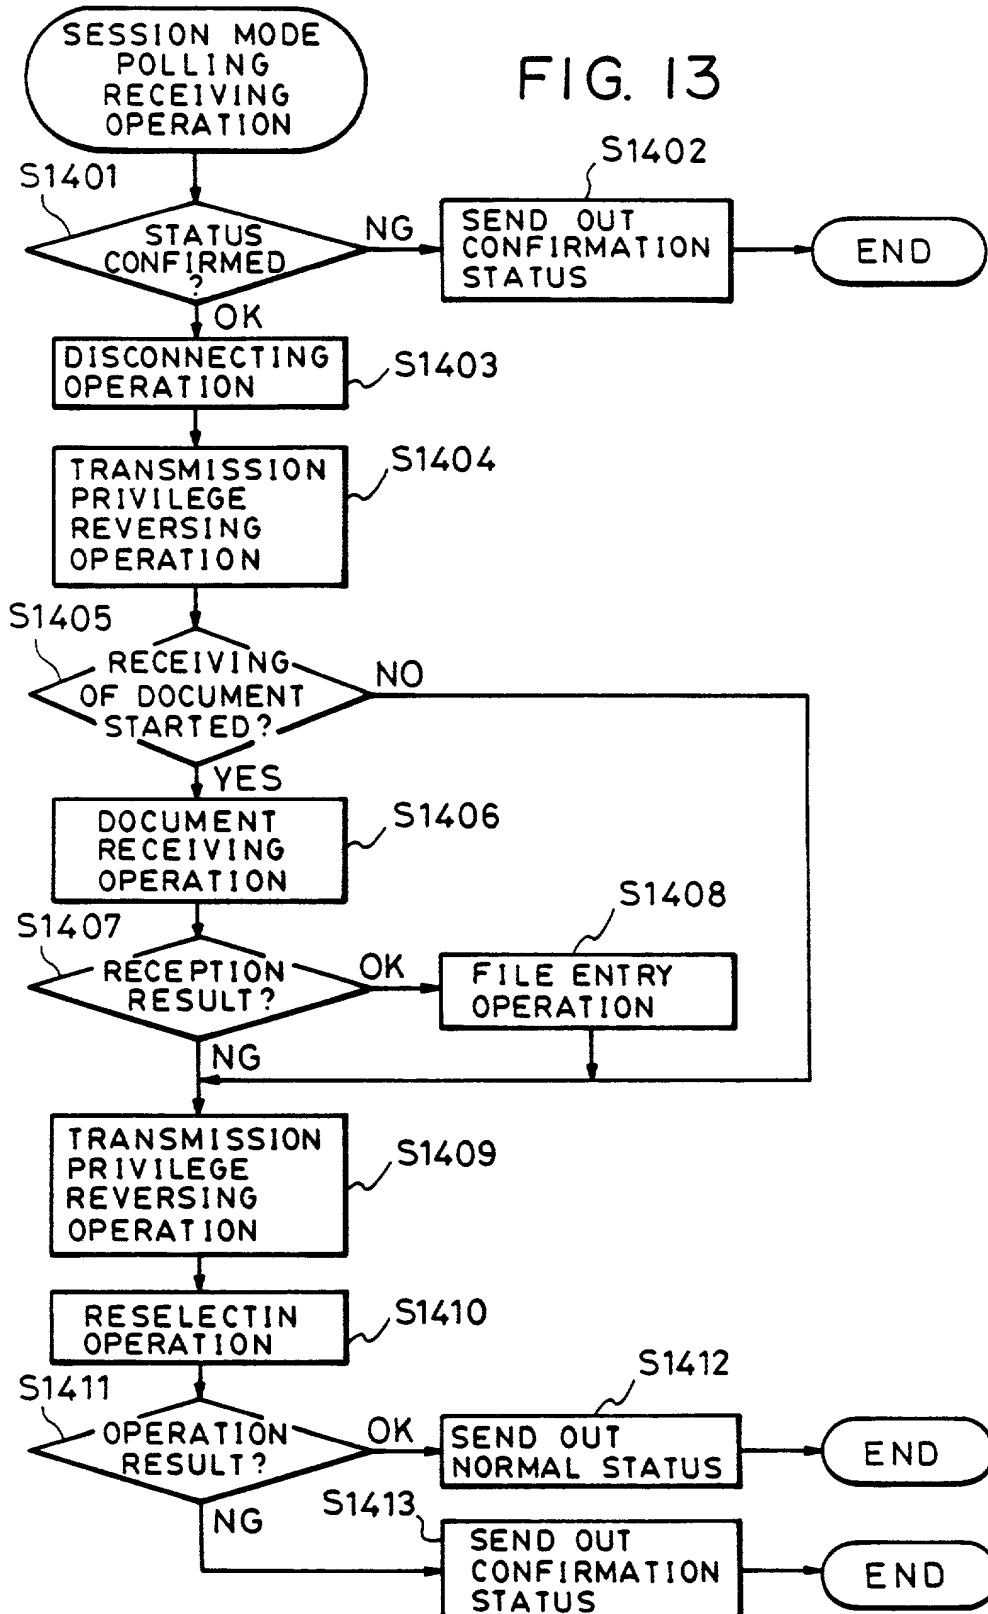 SESSION MODE
POLLING
RECEIVING
OPERATION
FIG. 13
S1401
STATUS
CONFIRMED
?
NG
OK
S1402
SEND OUT
CONFIRMATION
STATUS
END
DISCONNECTING
OPERATION
S1403
TRANSMISSION
PRIVILEGE
REVERSING
OPERATION
S1404
S1405
RECEIVING
OF DOCUMENT
STARTED?
NO
YES
DOCUMENT
RECEIVING
OPERATION
S1406
S1407
RECEPTION
RESULT?
OK
NG
S1408
FILE ENTRY
OPERATION
TRANSMISSION
PRIVILEGE
REVERSING
OPERATION
S1409
RESELECTIN
OPERATION
S1410
S1411
OPERATION
RESULT?
OK
NG
S1412
SEND OUT
NORMAL STATUS
END
S1413
SEND OUT
CONFIRMATION
STATUS
END